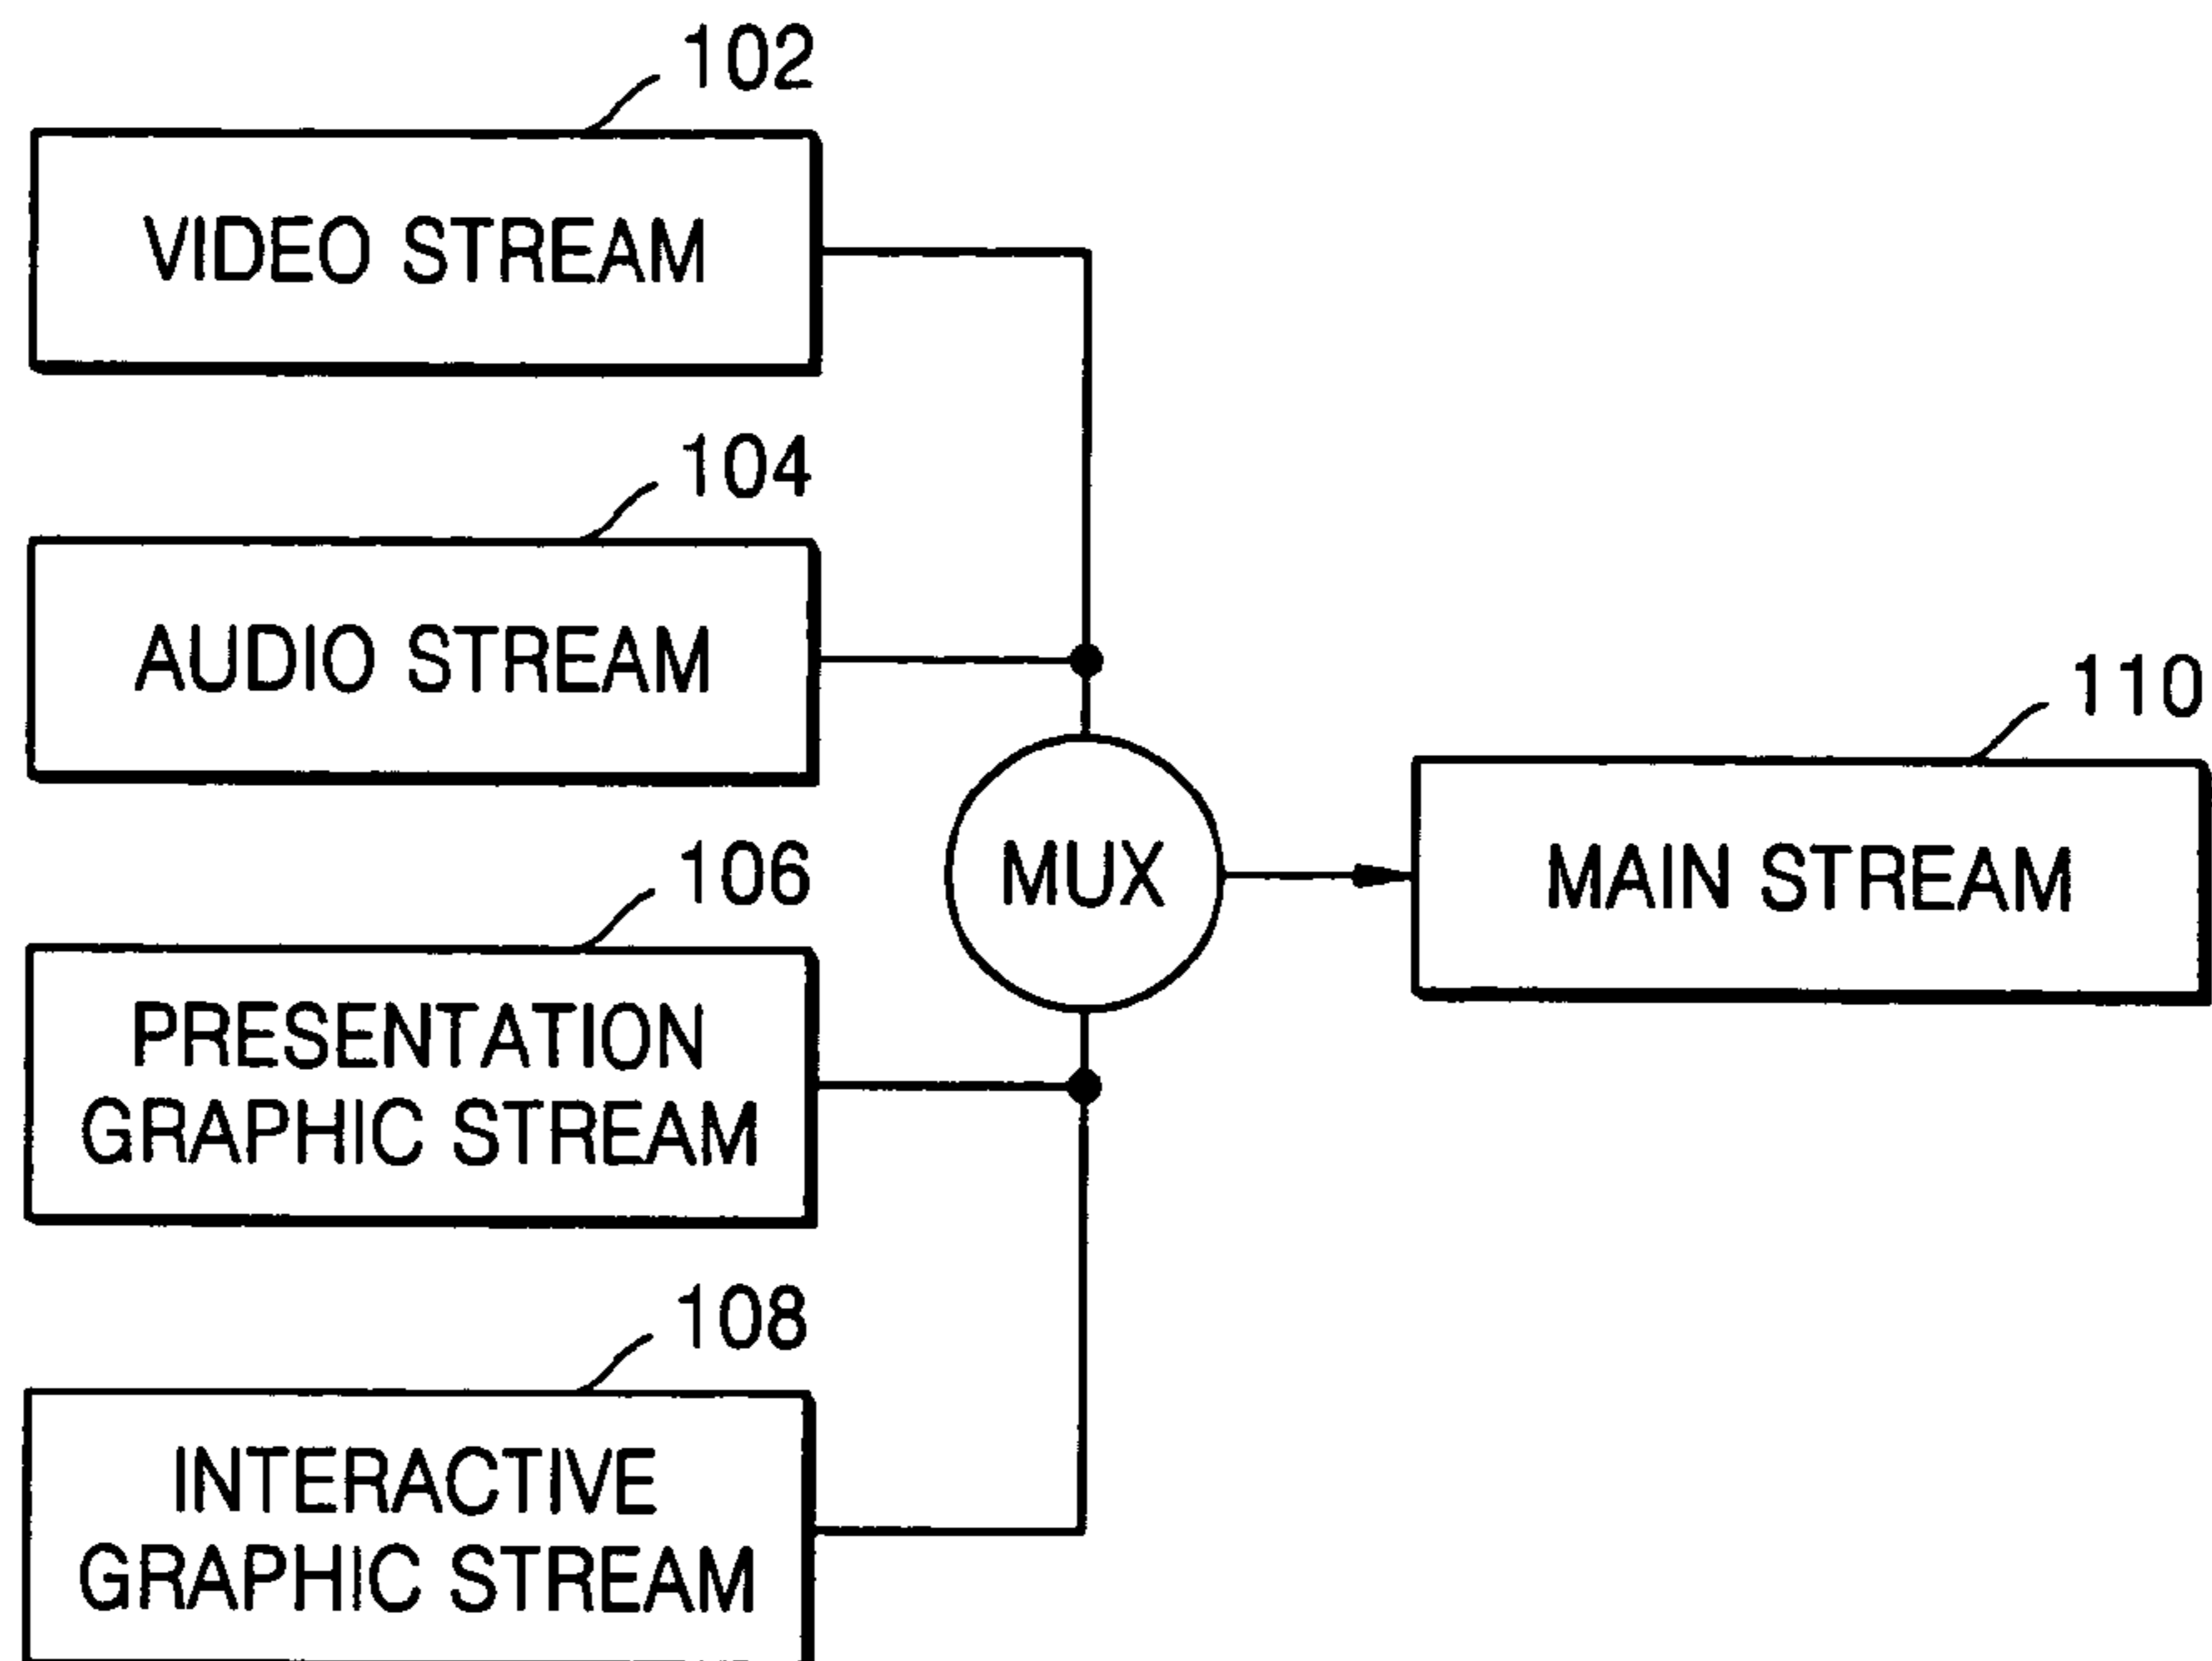 102
VIDEO STREAM
104
AUDIO STREAM
106
PRESENTATION
GRAPHIC STREAM
108
INTERACTIVE
GRAPHIC STREAM
MUX
110
MAIN STREAM